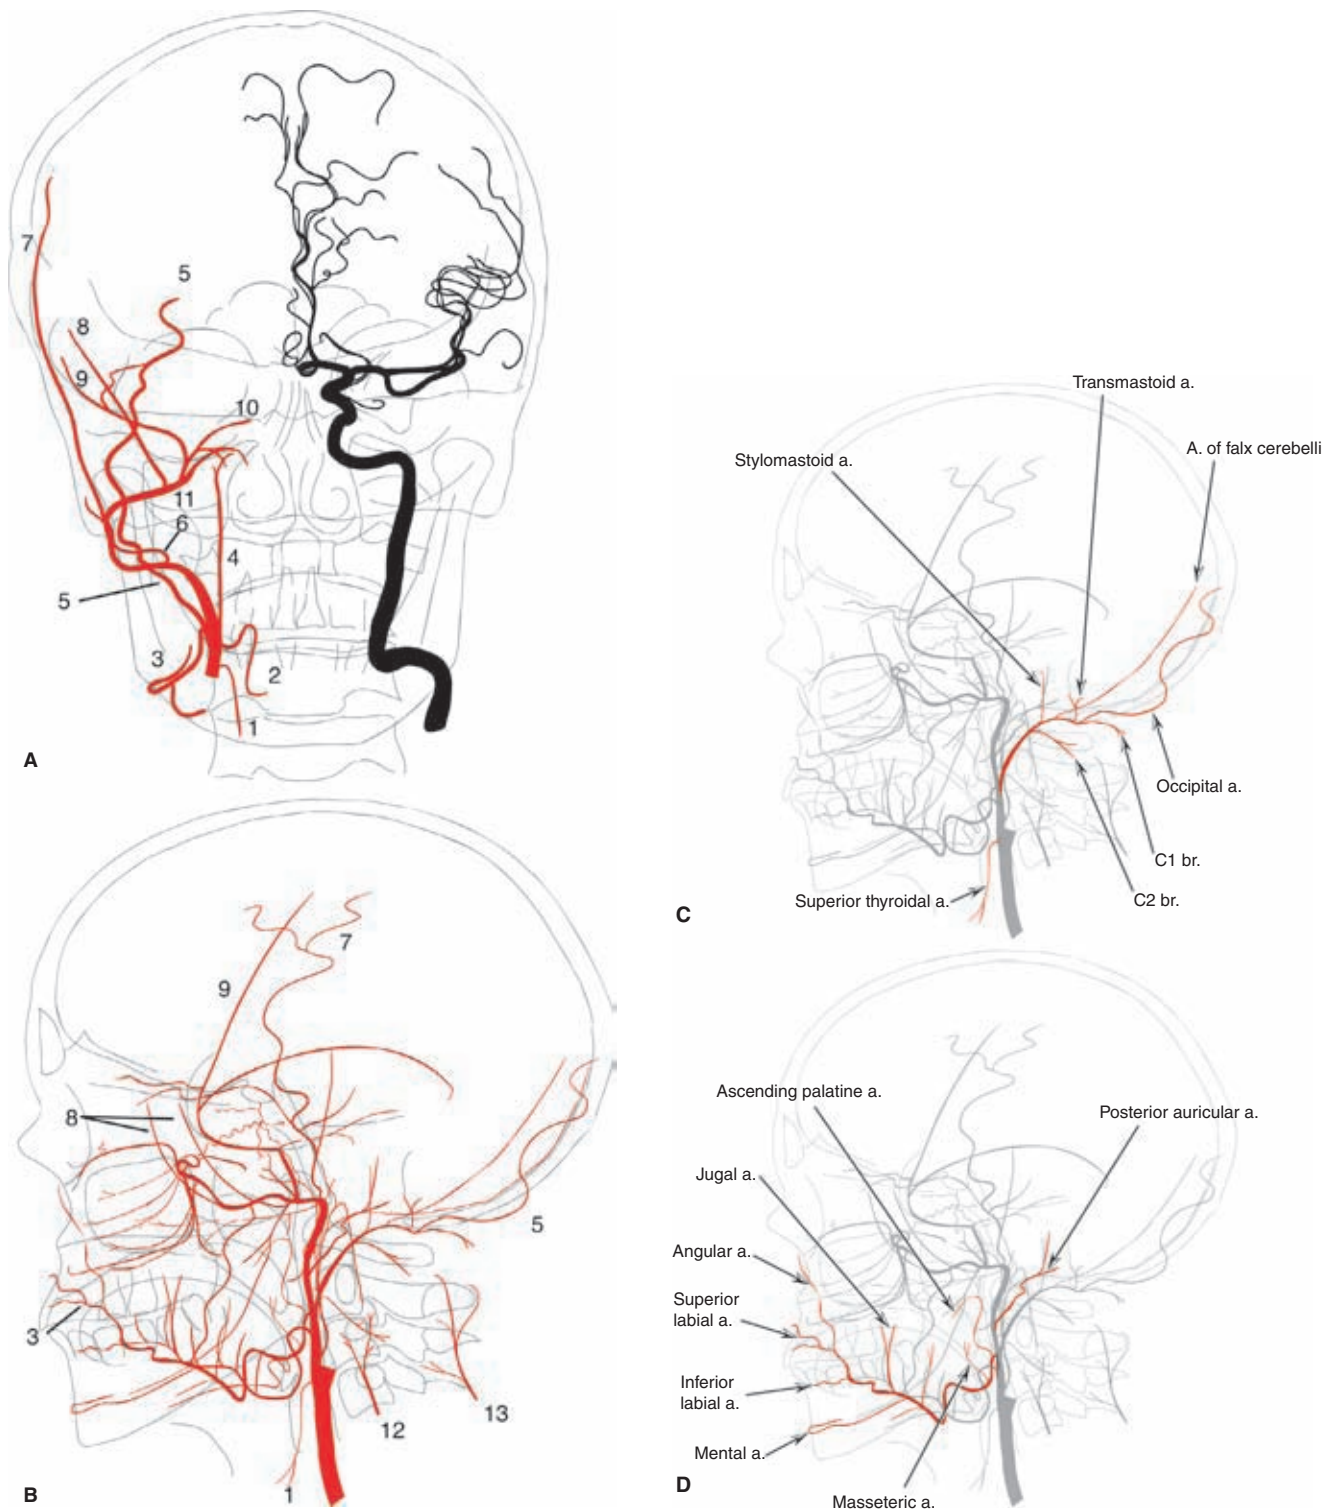 7
5
8
9
10
11
6
4
5
3
2
1
A
7
9
8
5
3
12
13
1
B
Transmastoid a.
A. of falx cerebelli
Stylomastoid a.
Occipital a.
C1 br.
C2 br.
Superior thyroidal a.
C
Ascending palatine a.
Posterior auricular a.
Jugal a.
Angular a.
Superior
labial a.
Inferior
labial a.
Mental a.
Masseteric a.
D